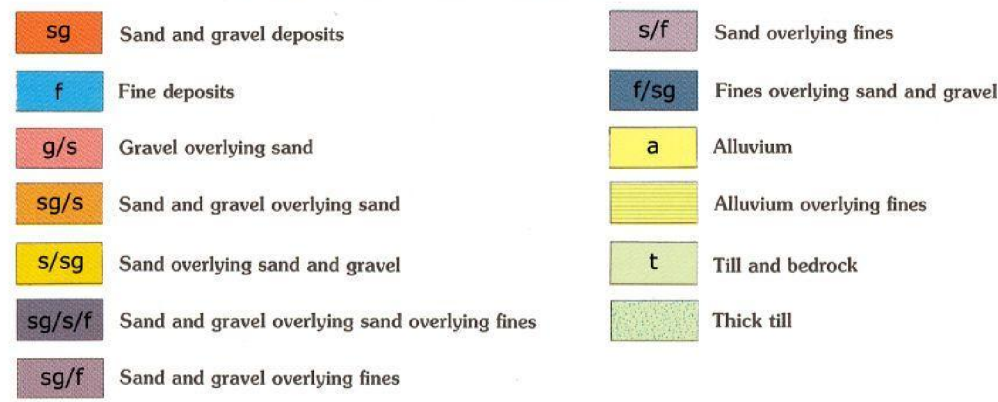 sg Sand and gravel deposits
f Fine deposits
g/s Gravel overlying sand
sg/s Sand and gravel overlying sand
s/sg Sand overlying sand and gravel
sg/s/f Sand and gravel overlying sand overlying fines
sg/f Sand and gravel overlying fines
s/f Sand overlying fines
f/sg Fines overlying sand and gravel
a Alluvium
Alluvium overlying fines
t Till and bedrock
Thick till